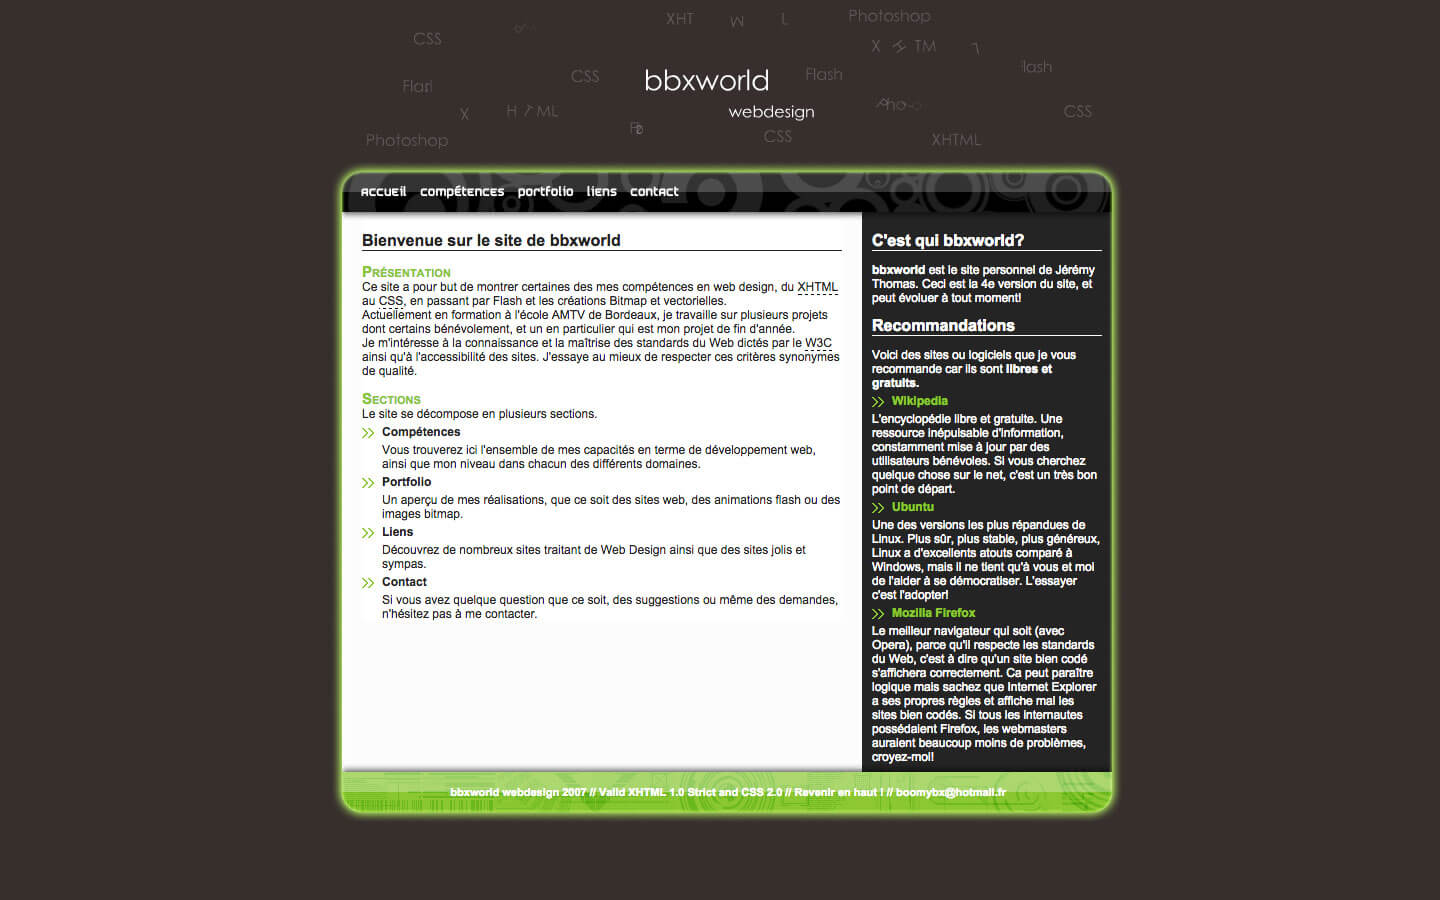 XHT M L Photoshop
CSS
X H TM L
CSS Flash lash
X H T ML CSS
Photoshop CSS XHTML
bbxworld
webdesign
accueil compétences portfolio liens contact
Bienvenue sur le site de bbxworld
Présentation
Ce site a pour but de montrer certaines des mes compétences en web design, du XHTML
au CSS, en passant par Flash et les créations Bitmap et vectorielles.
Actuellement en formation à l'école AMTV de Bordeaux, je travaille sur plusieurs projets
dont certains bénévolement, et un en particulier qui est mon projet de fin d'année.
Je m'intéresse à la connaissance et la maîtrise des standards du Web dictés par le W3C
ainsi qu'à l'accessibilité des sites. J'essaye au mieux de respecter ces critères synonymes
de qualité.
Sections
Le site se décompose en plusieurs sections.
Compétences
Vous trouverez ici l'ensemble de mes capacités en terme de développement web,
ainsi que mon niveau dans chacun des différents domaines.
Portfolio
Un aperçu de mes réalisations, que ce soit des sites web, des animations flash ou des
images bitmap.
Liens
Découvrez de nombreux sites traitant de Web Design ainsi que des sites jolis et
sympas.
Contact
Si vous avez quelque question que ce soit, des suggestions ou même des demandes,
n'hésitez pas à me contacter.
C'est qui bbxworld?
bbxworld est le site personnel de Jérémy
Thomas. Ceci est la 4e version du site, et
peut évoluer à tout moment!
Recommandations
Voici des sites ou logiciels que je vous
recommande car ils sont libres et
gratuits.
Wikipedia
L'encyclopédie libre et gratuite. Une
ressource inépuisable d'information,
constamment mise à jour par des
utilisateurs bénévoles. Si vous cherchez
quelque chose sur le net, c'est un très bon
point de départ.
Ubuntu
Une des versions les plus répandues de
Linux. Plus sûr, plus stable, plus généreux,
Linux a d'excellents atouts comparé à
Windows, mais il ne tient qu'à vous et moi
de l'aider à se démocratiser. L'essayer
c'est l'adopter!
Mozilla Firefox
Le meilleur navigateur qui soit (avec
Opera), parce qu'il respecte les standards
du Web, c'est à dire qu'un site bien codé
s'affichera correctement. Ca peut paraître
logique mais sachez que Internet Explorer
a ses propres règles et affiche mal les
sites bien codés. Si tous les internautes
possédaient Firefox, les webmasters
auraient beaucoup moins de problèmes,
croyez-moi!
bbxworld webdesign 2007 // Valid XHTML 1.0 Strict and CSS 2.0 // Revenir en haut ! // boomybx@hotmail.fr